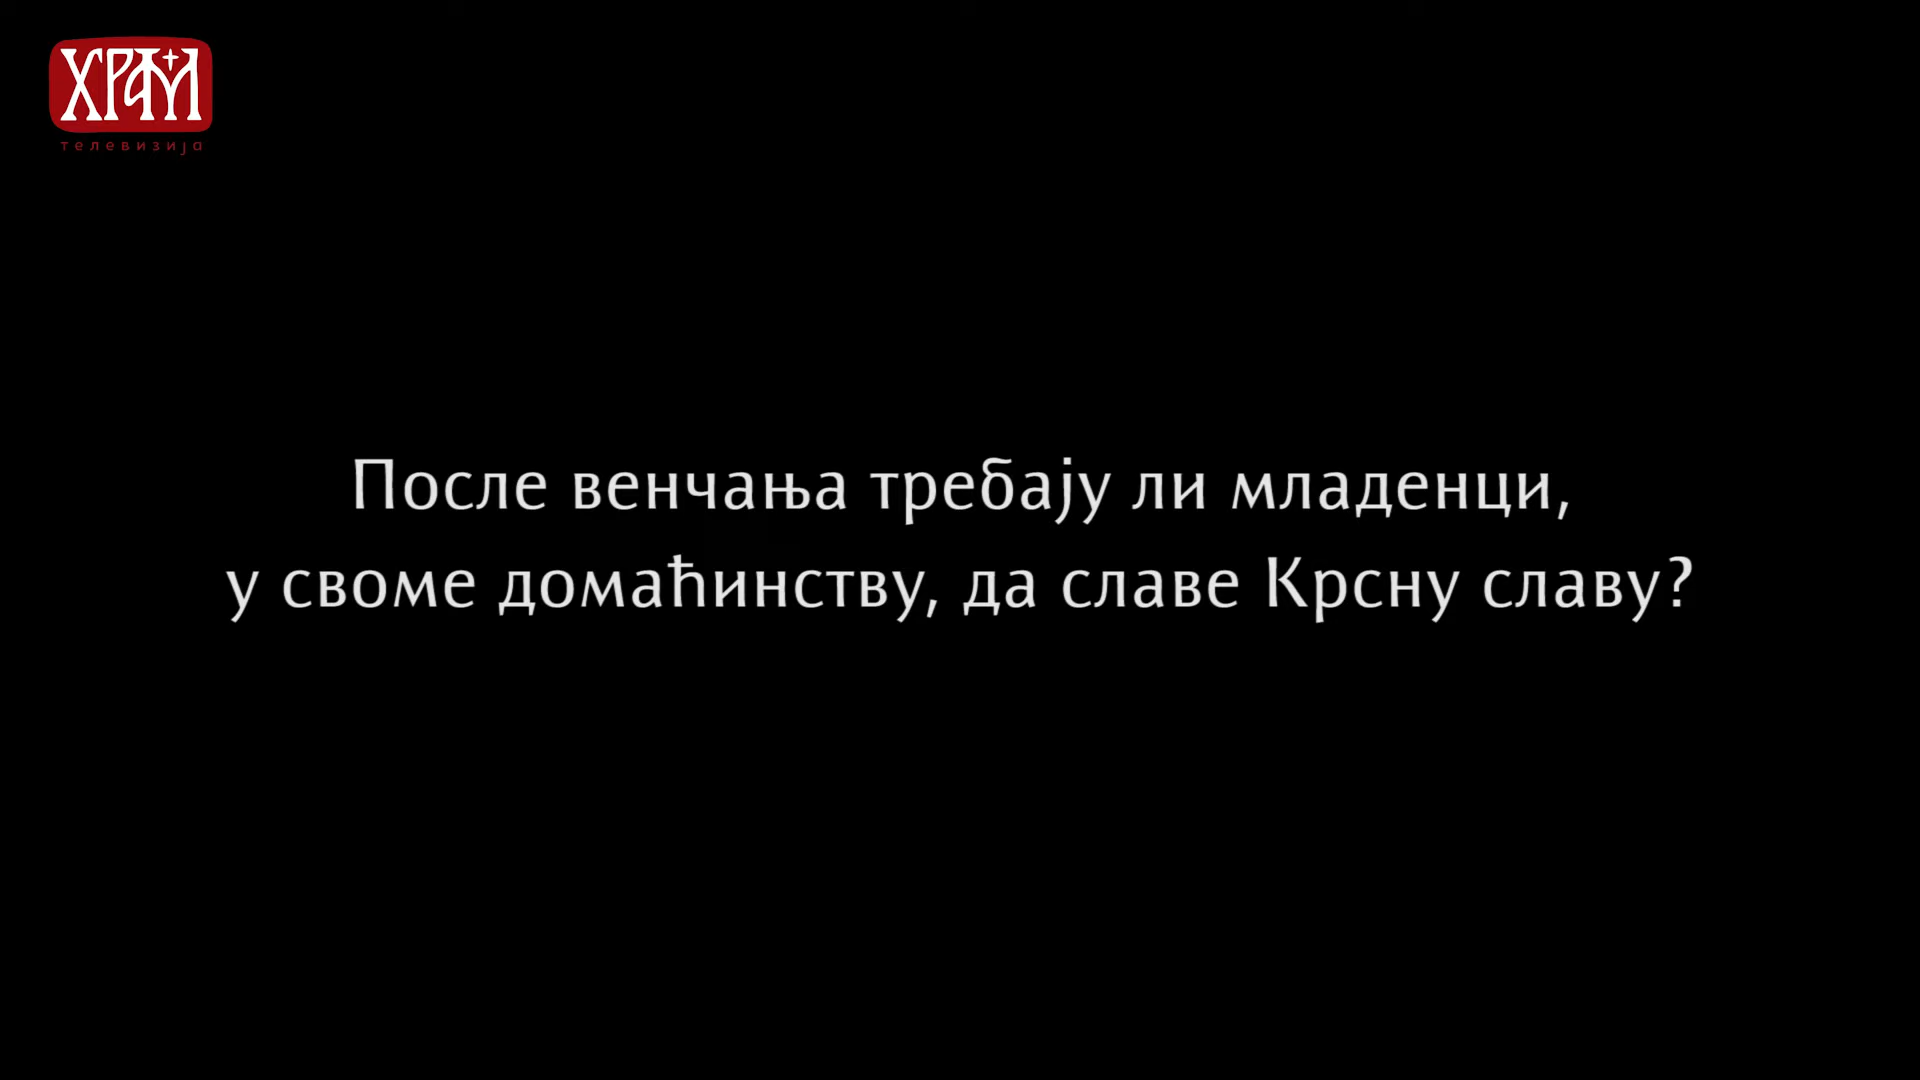 ХРАМ
телевизија
После венчања требају ли младенци,
у своме домаћинству, да славе Крсну славу?